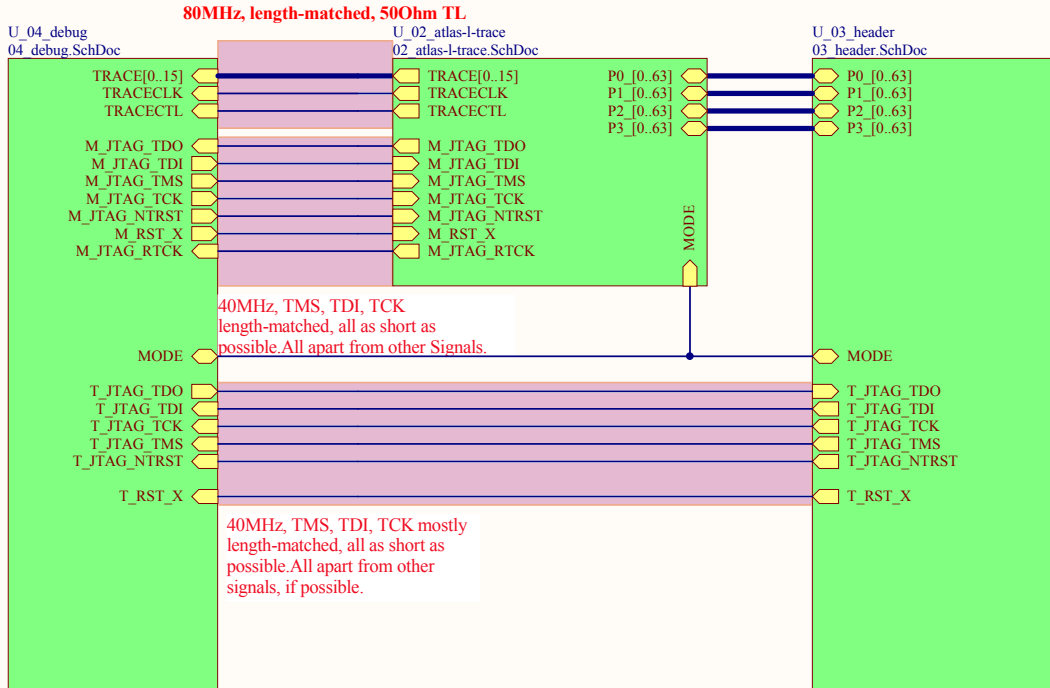 80MHz, length-matched, 50Ohm TL
U_04_debug
04_debug.SchDoc
U_02_atlas-l-trace
02_atlas-l-trace.SchDoc
U_03_header
03_header.SchDoc
TRACE[0..15]
TRACECLK
TRACECTL
M_JTAG_TDO
M_JTAG_TDI
M_JTAG_TMS
M_JTAG_TCK
M_JTAG_NTRST
M_RST_X
M_JTAG_RTCK
TRACE[0..15]
TRACECLK
TRACECTL
M_JTAG_TDO
M_JTAG_TDI
M_JTAG_TMS
M_JTAG_TCK
M_JTAG_NTRST
M_RST_X
M_JTAG_RTCK
P0_[0..63]
P1_[0..63]
P2_[0..63]
P3_[0..63]
P0_[0..63]
P1_[0..63]
P2_[0..63]
P3_[0..63]
MODE
40MHz, TMS, TDI, TCK
length-matched, all as short as
possible.All apart from other Signals.
MODE
MODE
T_JTAG_TDO
T_JTAG_TDI
T_JTAG_TCK
T_JTAG_TMS
T_JTAG_NTRST
T_RST_X
T_JTAG_TDO
T_JTAG_TDI
T_JTAG_TCK
T_JTAG_TMS
T_JTAG_NTRST
T_RST_X
40MHz, TMS, TDI, TCK mostly
length-matched, all as short as
possible.All apart from other
signals, if possible.